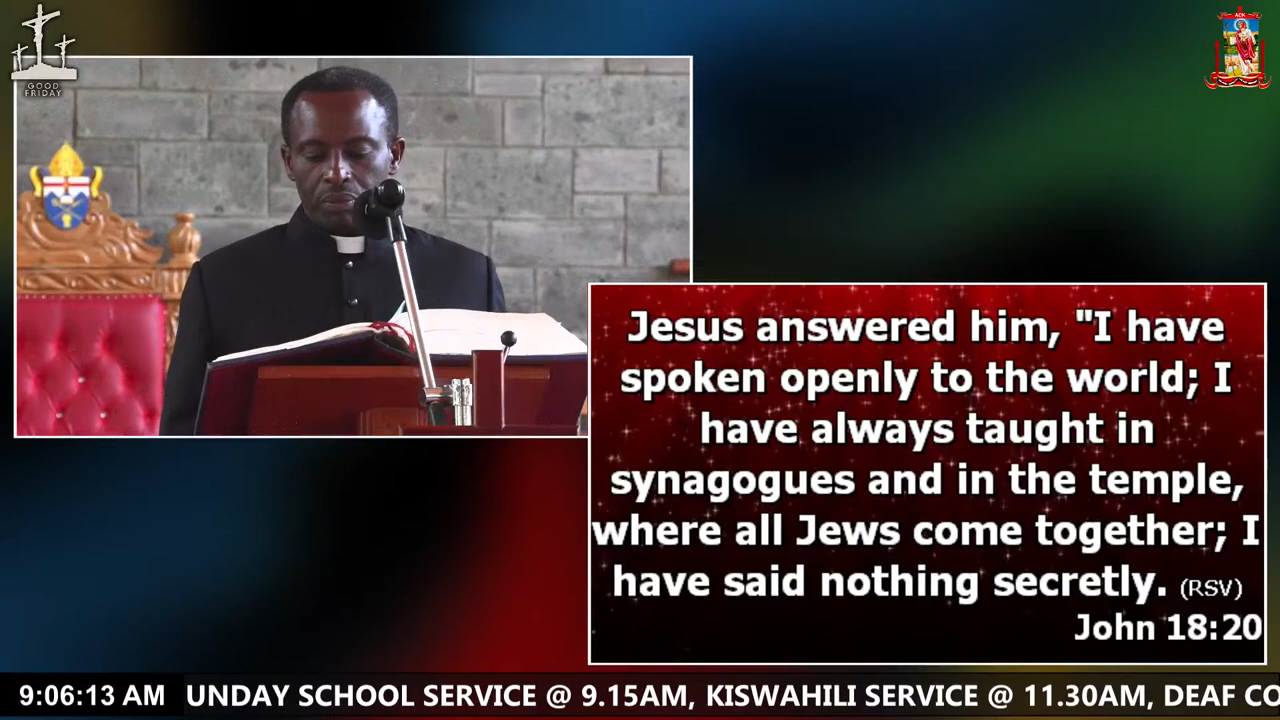 GOOD
FRIDAY
ACK
Jesus answered him, "I have
spoken openly to the world; I
have always taught in
synagogues and in the temple,
where all Jews come together; I
have said nothing secretly. (RSV)
John 18:20
9:06:13 AM UNDAY SCHOOL SERVICE @ 9.15AM, KISWAHILI SERVICE @ 11.30AM, DEAF CO